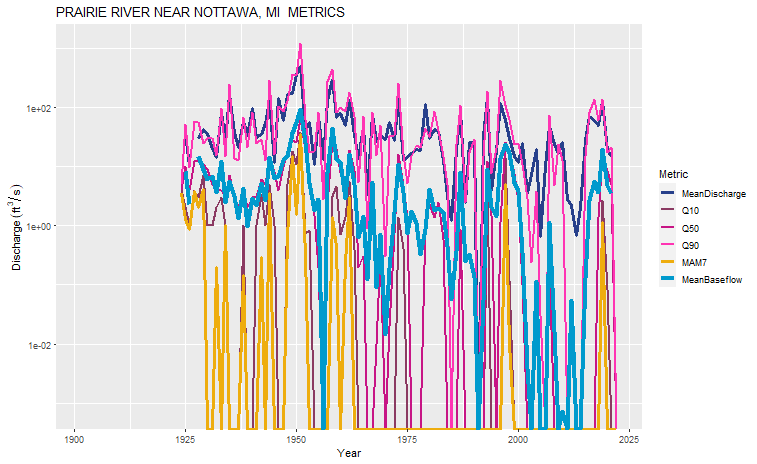 PRAIRIE RIVER NEAR NOTTAWA, MI  METRICS
Discharge (ft³/s)
1e+02
1e+00
1e-02
1900
1925
1950
1975
2000
2025
Year
Metric
MeanDischarge
Q10
Q50
Q90
MAM7
MeanBaseflow